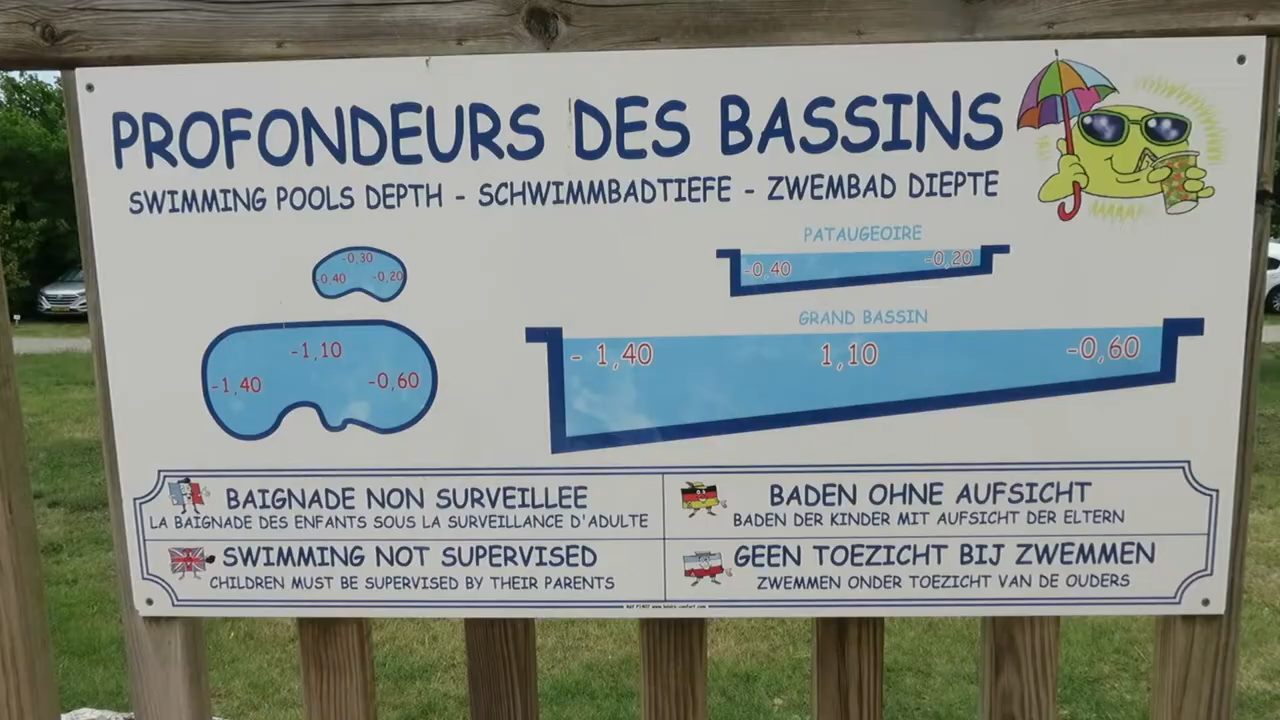 PROFONDEURS DES BASSINS
SWIMMING POOLS DEPTH - SCHWIMMBADTIEFE - ZWEMBAD DIEPTE
-0,30
-0,40 -0,20
-1,10
-1,40 -0,60
PATAUGEOIRE
-0,40 -0,20
GRAND BASSIN
- 1,40 1,10 -0,60
BAIGNADE NON SURVEILLEE
LA BAIGNADE DES ENFANTS SOUS LA SURVEILLANCE D'ADULTE
BADEN OHNE AUFSICHT
BADEN DER KINDER MIT AUFSICHT DER ELTERN
SWIMMING NOT SUPERVISED
CHILDREN MUST BE SUPERVISED BY THEIR PARENTS
GEEN TOEZICHT BIJ ZWEMMEN
ZWEMMEN ONDER TOEZICHT VAN DE OUDERS